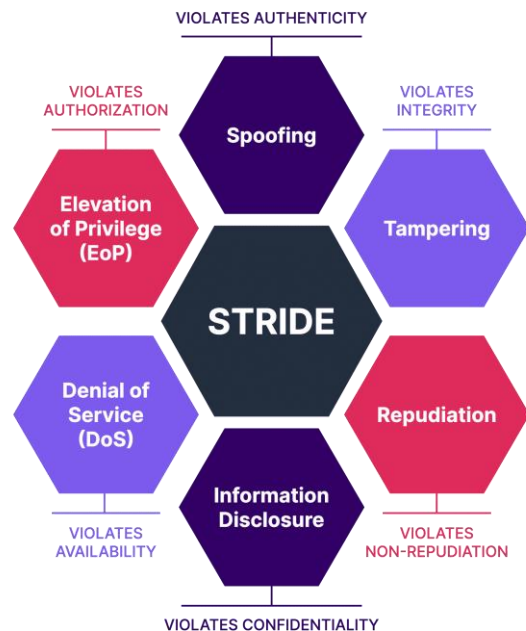 VIOLATES AUTHENTICITY
Spoofing
VIOLATES
INTEGRITY
Tampering
Repudiation
VIOLATES
NON-REPUDIATION
Information
Disclosure
VIOLATES CONFIDENTIALITY
Denial of
Service
(DoS)
VIOLATES
AVAILABILITY
VIOLATES
AUTHORIZATION
Elevation
of Privilege
(EoP)
STRIDE